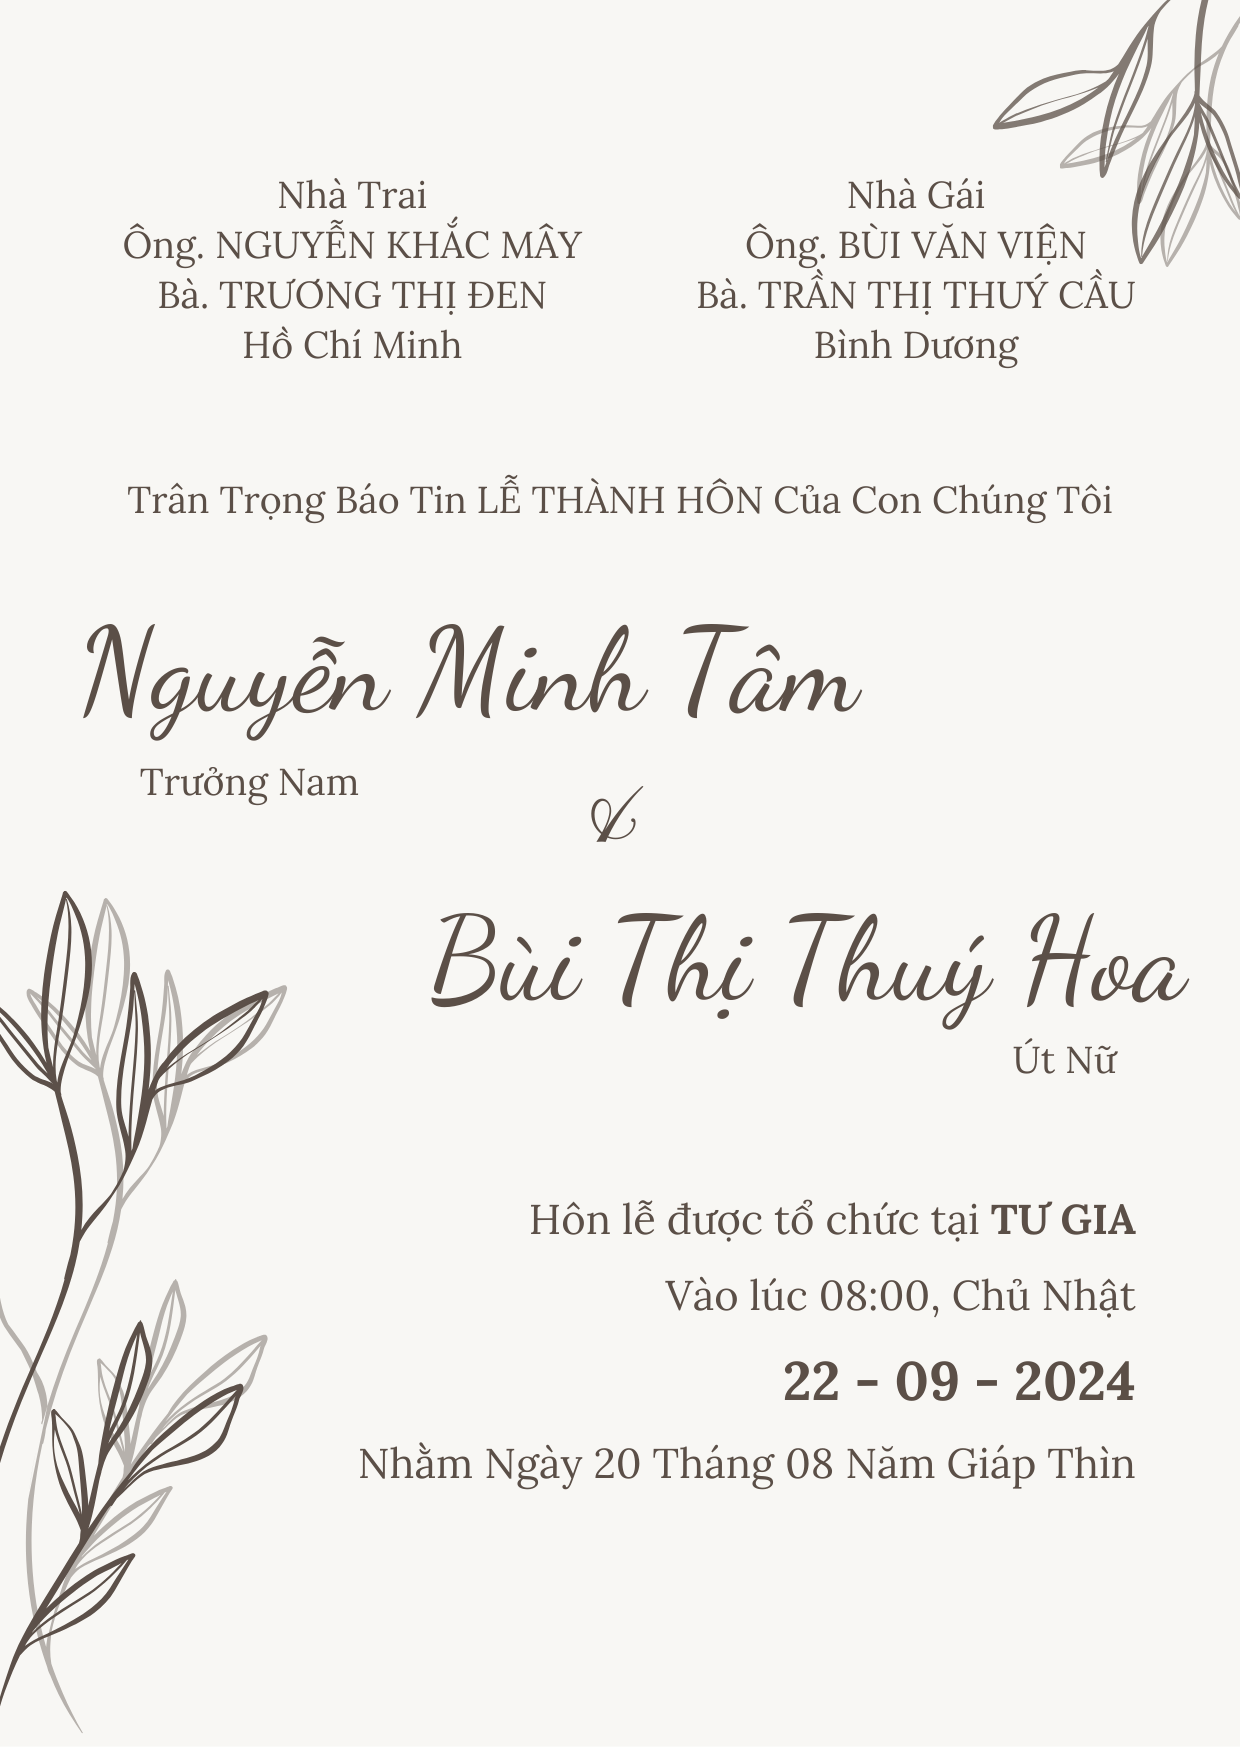 Nhà Trai
Ông. NGUYỄN KHẮC MÂY
Bà. TRƯƠNG THỊ ĐEN
Hồ Chí Minh
Nhà Gái
Ông. BÙI VĂN VIỆN
Bà. TRẦN THỊ THUÝ CẦU
Bình Dương
Trân Trọng Báo Tin LỄ THÀNH HÔN Của Con Chúng Tôi
Nguyễn Minh Tâm
Trưởng Nam
&
Bùi Thị Thuý Hoa
Út Nữ
Hôn lễ được tổ chức tại TƯ GIA
Vào lúc 08:00, Chủ Nhật
22 - 09 - 2024
Nhằm Ngày 20 Tháng 08 Năm Giáp Thìn